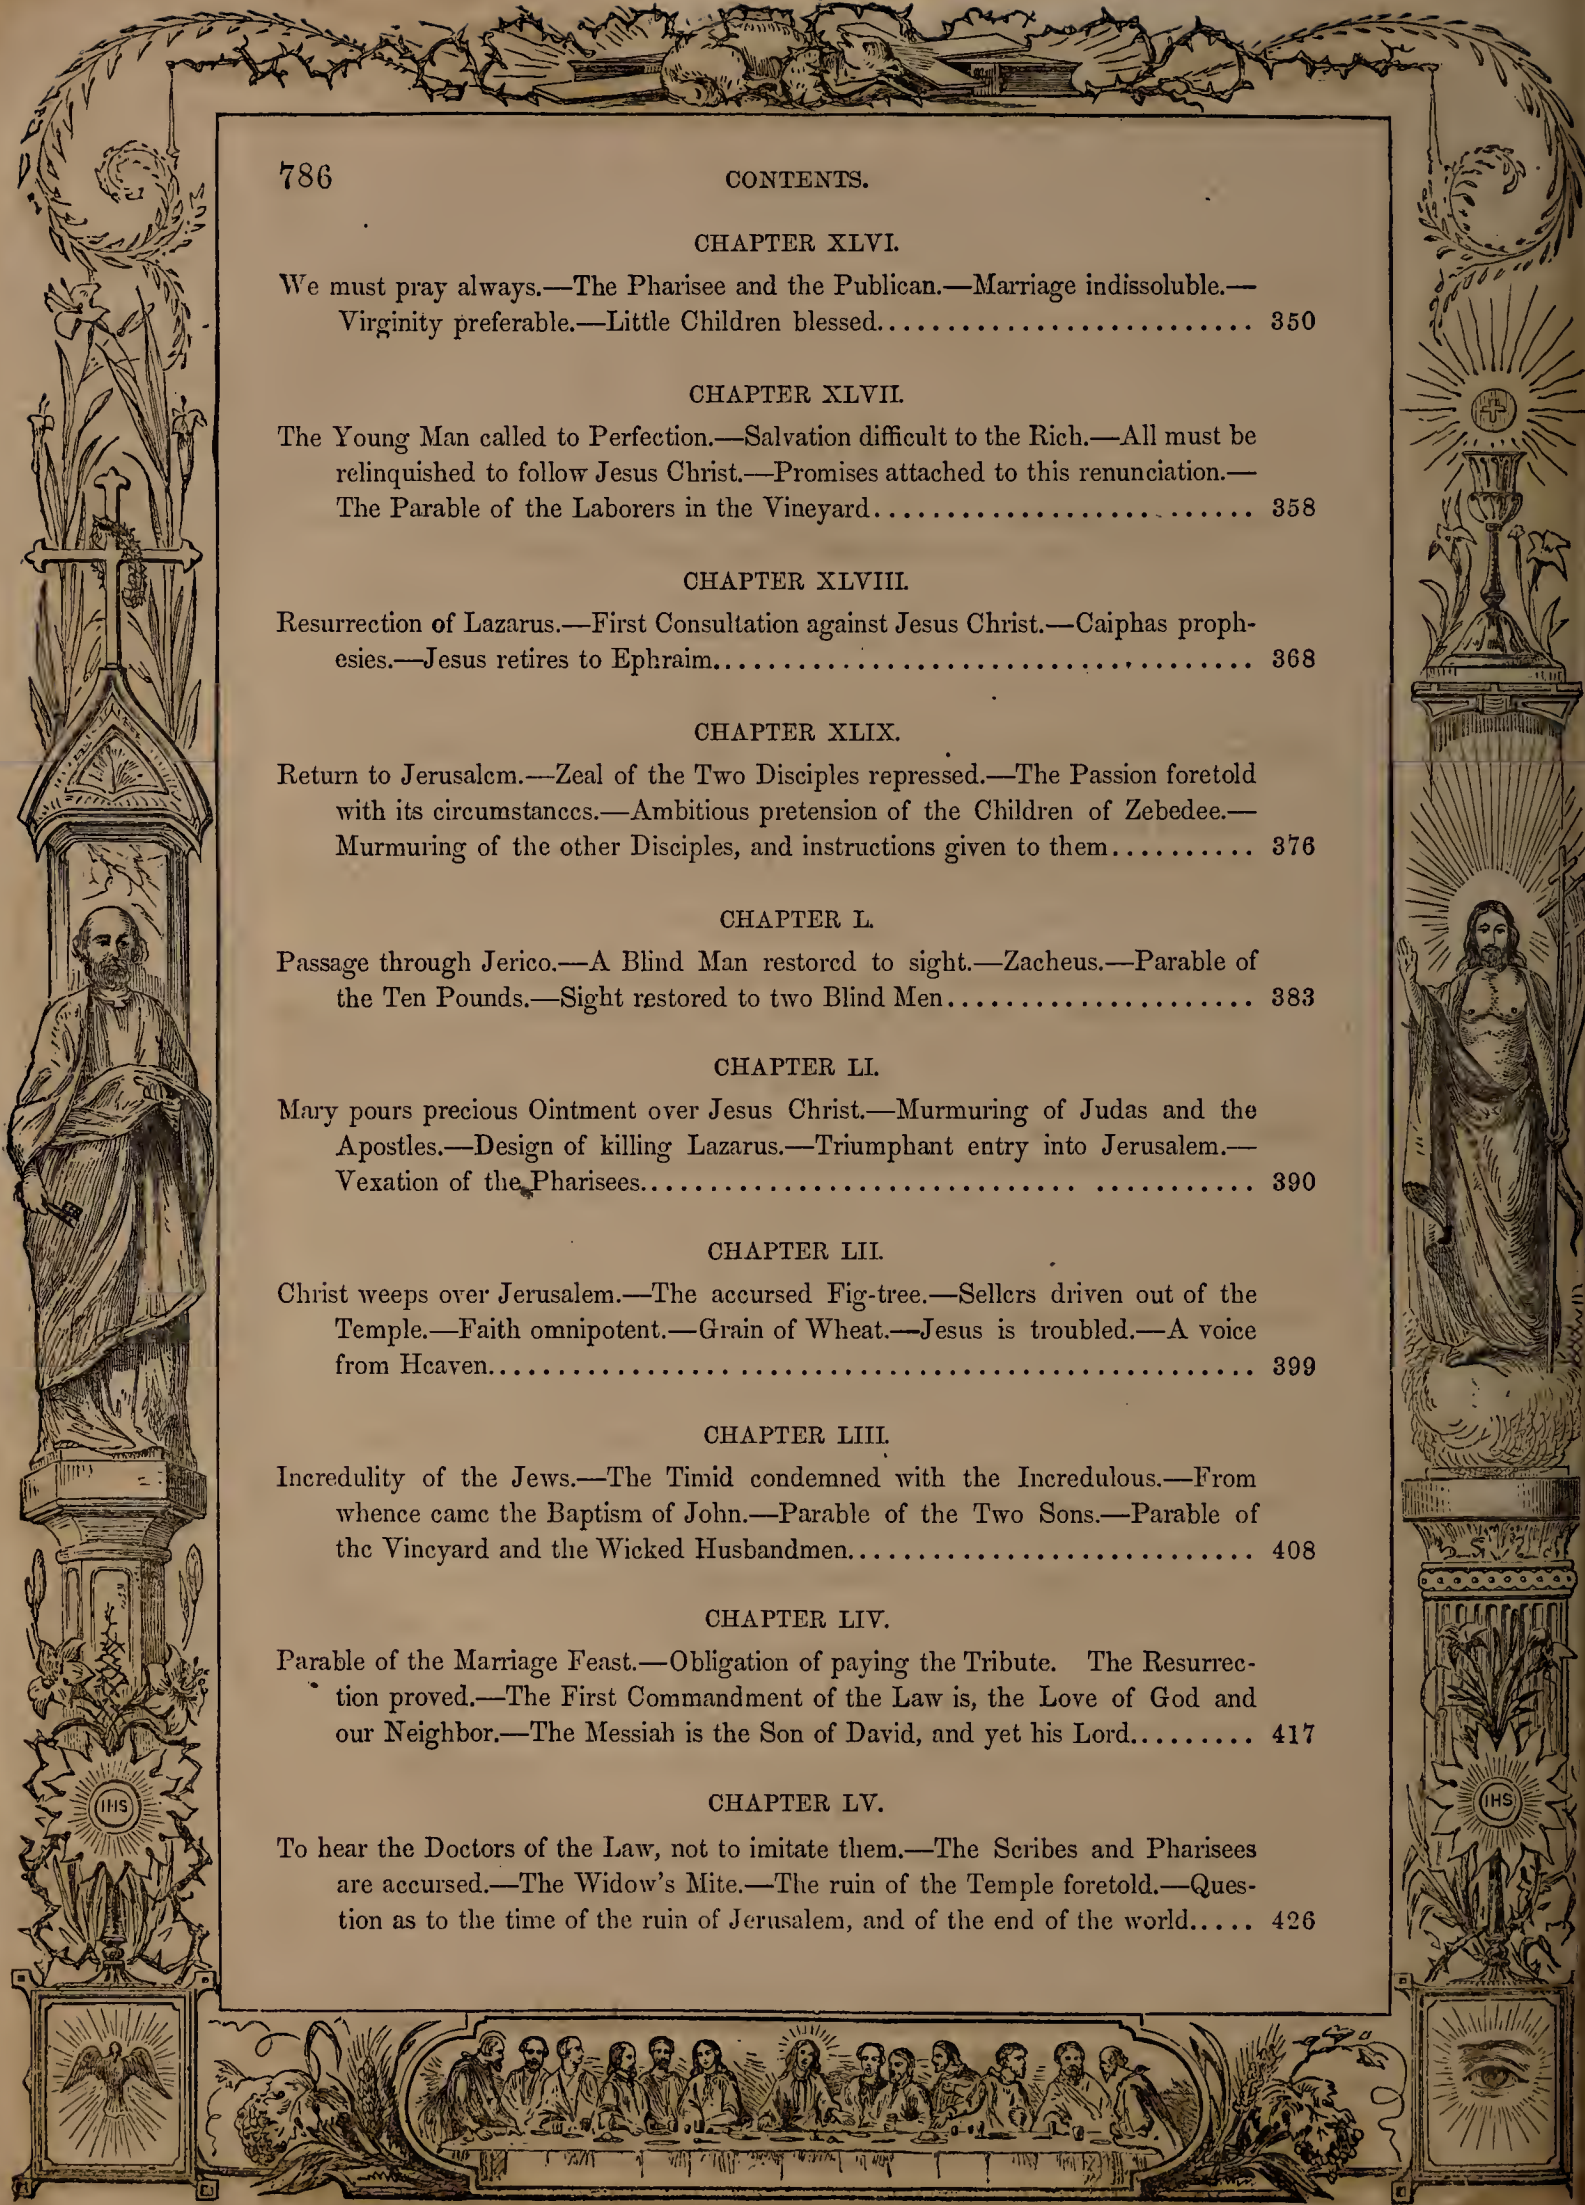 786 CONTENTS.
CHAPTER XLVI.
We must pray always.—The Pharisee and the Publican.—Marriage indissoluble.—
Virginity preferable.—Little Children blessed........................... 350
CHAPTER XLVII.
The Young Man called to Perfection.—Salvation difficult to the Rich.—All must be
relinquished to follow Jesus Christ.—Promises attached to this renunciation.—
The Parable of the Laborers in the Vineyard........................... 358
CHAPTER XLVIII.
Resurrection of Lazarus.—First Consultation against Jesus Christ.—Caiphas proph-
esies.—Jesus retires to Ephraim....................................... 368
CHAPTER XLIX.
Return to Jerusalem.—Zeal of the Two Disciples repressed.—The Passion foretold
with its circumstances.—Ambitious pretension of the Children of Zebedee.—
Murmuring of the other Disciples, and instructions given to them.......... 376
CHAPTER L.
Passage through Jerico.—A Blind Man restored to sight.—Zacheus.—Parable of
the Ten Pounds.—Sight restored to two Blind Men...................... 383
CHAPTER LI.
Mary pours precious Ointment over Jesus Christ.—Murmuring of Judas and the
Apostles.—Design of killing Lazarus.—Triumphant entry into Jerusalem.—
Vexation of the Pharisees............................................ 390
CHAPTER LII.
Christ weeps over Jerusalem.—The accursed Fig-tree.—Sellers driven out of the
Temple.—Faith omnipotent.—Grain of Wheat.—Jesus is troubled.—A voice
from Heaven....................................................... 399
CHAPTER LIII.
Incredulity of the Jews.—The Timid condemned with the Incredulous.—From
whence came the Baptism of John.—Parable of the Two Sons.—Parable of
the Vineyard and the Wicked Husbandmen............................. 408
CHAPTER LIV.
Parable of the Marriage Feast.—Obligation of paying the Tribute. The Resurrec-
tion proved.—The First Commandment of the Law is, the Love of God and
our Neighbor.—The Messiah is the Son of David, and yet his Lord......... 417
CHAPTER LV.
To hear the Doctors of the Law, not to imitate them.—The Scribes and Pharisees
are accursed.—The Widow's Mite.—The ruin of the Temple foretold.—Ques-
tion as to the time of the ruin of Jerusalem, and of the end of the world..... 426
IHS
IHS